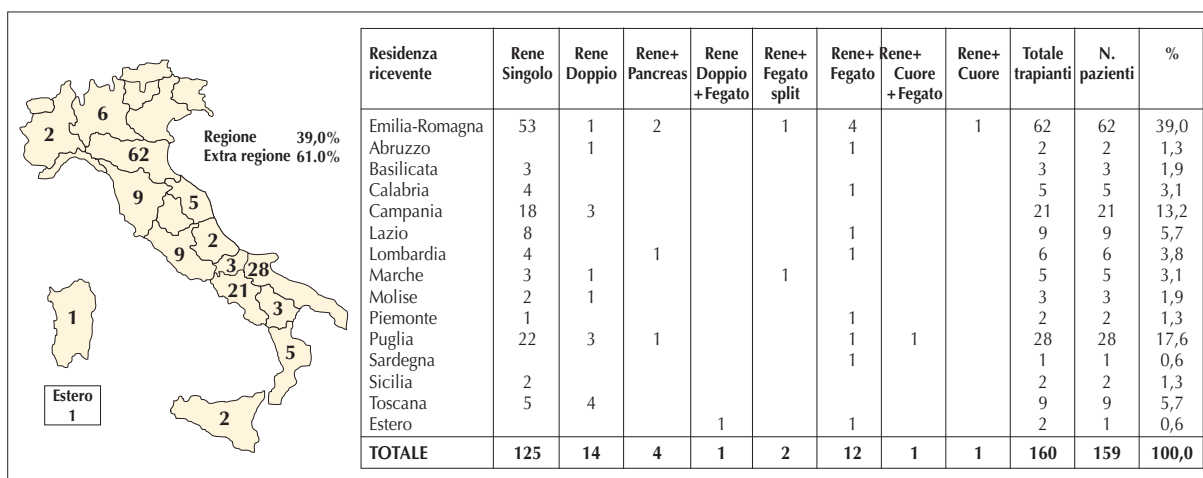 2
6
62
9
5
2
9
3
28
21
3
5
1
2
Regione 39,0%
Extra regione 61.0%
Estero
1
Residenza ricevente | Rene Singolo | Rene Doppio | Rene+ Pancreas | Rene Doppio +Fegato | Rene+ Fegato split | Rene+ Fegato | Rene+ Cuore +Fegato | Rene+ Cuore | Totale trapianti | N. pazienti | %
Emilia-Romagna 53 1 2 1 4 1 62 62 39,0
Abruzzo 1 1 2 2 1,3
Basilicata 3 3 3 1,9
Calabria 4 1 5 5 3,1
Campania 18 3 21 21 13,2
Lazio 8 1 9 9 5,7
Lombardia 4 1 1 6 6 3,8
Marche 3 1 1 5 5 3,1
Molise 2 1 3 3 1,9
Piemonte 1 1 2 2 1,3
Puglia 22 3 1 1 1 28 28 17,6
Sardegna 1 1 1 0,6
Sicilia 2 2 2 1,3
Toscana 5 4 9 9 5,7
Estero 1 1 2 1 0,6
TOTALE 125 14 4 1 2 12 1 1 160 159 100,0